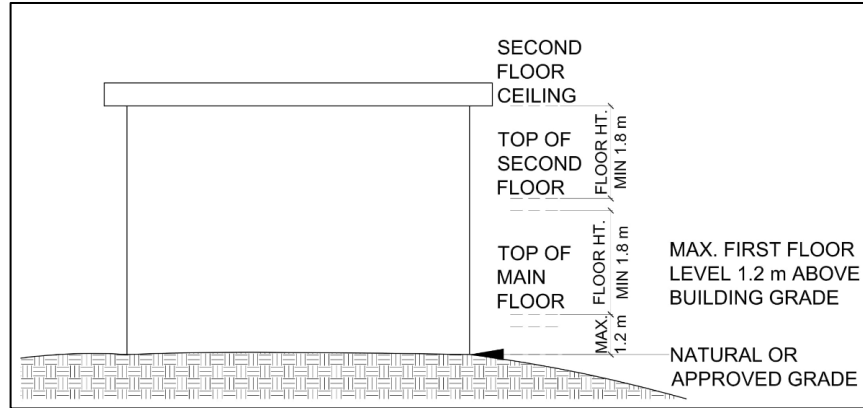 SECOND
FLOOR
CEILING
FLOOR HT.
MIN 1.8 m
TOP OF
SECOND
FLOOR
FLOOR HT.
MIN 1.8 m
TOP OF
MAIN
FLOOR
MAX. FIRST FLOOR
LEVEL 1.2 m ABOVE
BUILDING GRADE
MAX.
1.2 m
NATURAL OR
APPROVED GRADE